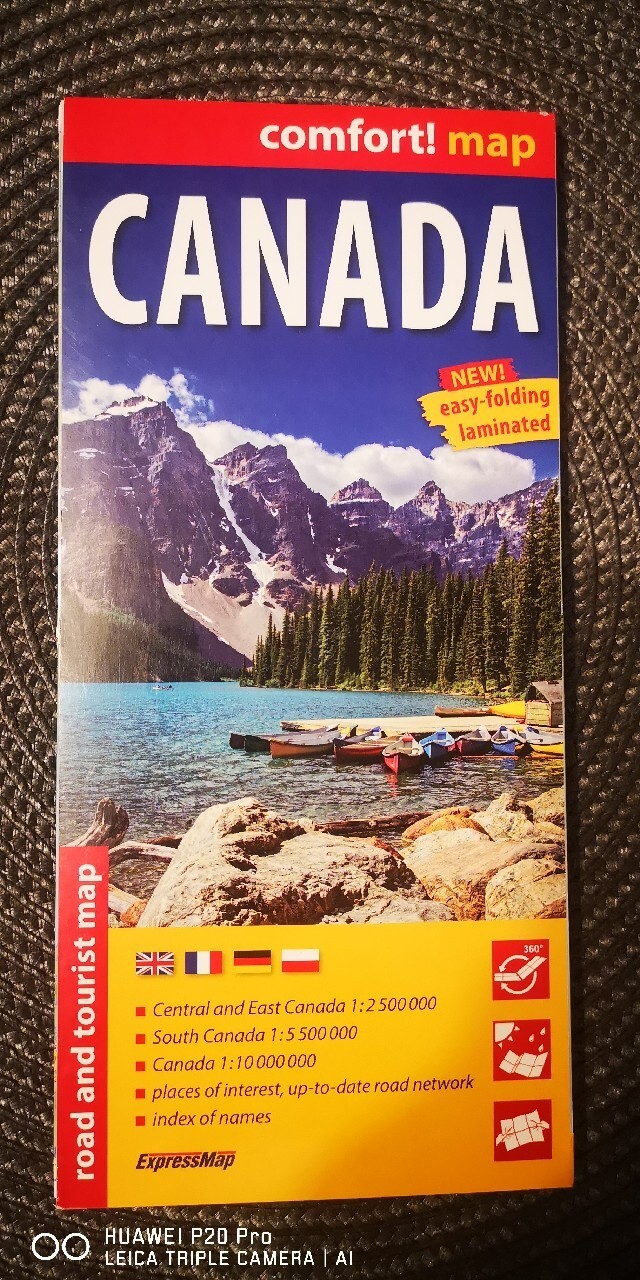 comfort! map
CANADA
NEW!
easy-folding
laminated
road and tourist map
360°
Central and East Canada 1:2 500 000
South Canada 1:5 500 000
Canada 1:10 000 000
places of interest, up-to-date road network
index of names
ExpressMap
HUAWEI P20 Pro
LEICA TRIPLE CAMERA | AI